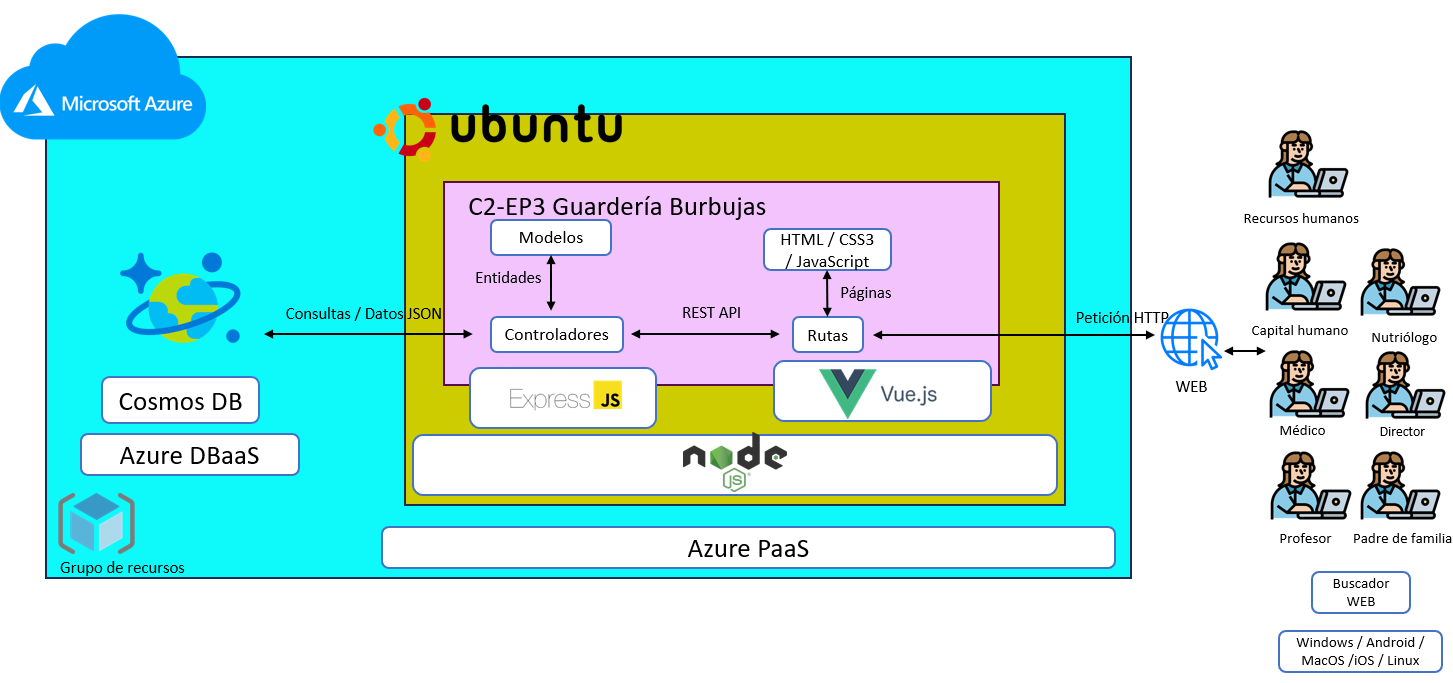 Microsoft Azure
ubuntu
C2-EP3 Guardería Burbujas
Modelos
HTML / CSS3
/ JavaScript
Entidades
Páginas
Consultas / Datos JSON
REST API
Controladores
Rutas
Petición HTTP
WEB
Express JS
Vue.js
node
JS
Cosmos DB
Azure DBaaS
Grupo de recursos
Azure PaaS
Recursos humanos
Capital humano
Nutriólogo
Médico
Director
Profesor
Padre de familia
Buscador
WEB
Windows / Android /
MacOS /iOS / Linux